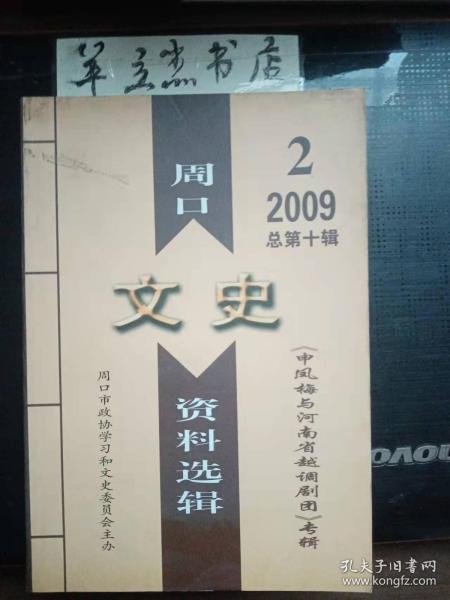 羊立杰书店
周口
文史
资料选辑
2
2009
总第十辑
《申凤梅与河南省越调剧团》专辑
周口市政协学习和文史委员会主办
孔夫子旧书网
www.kongfz.com